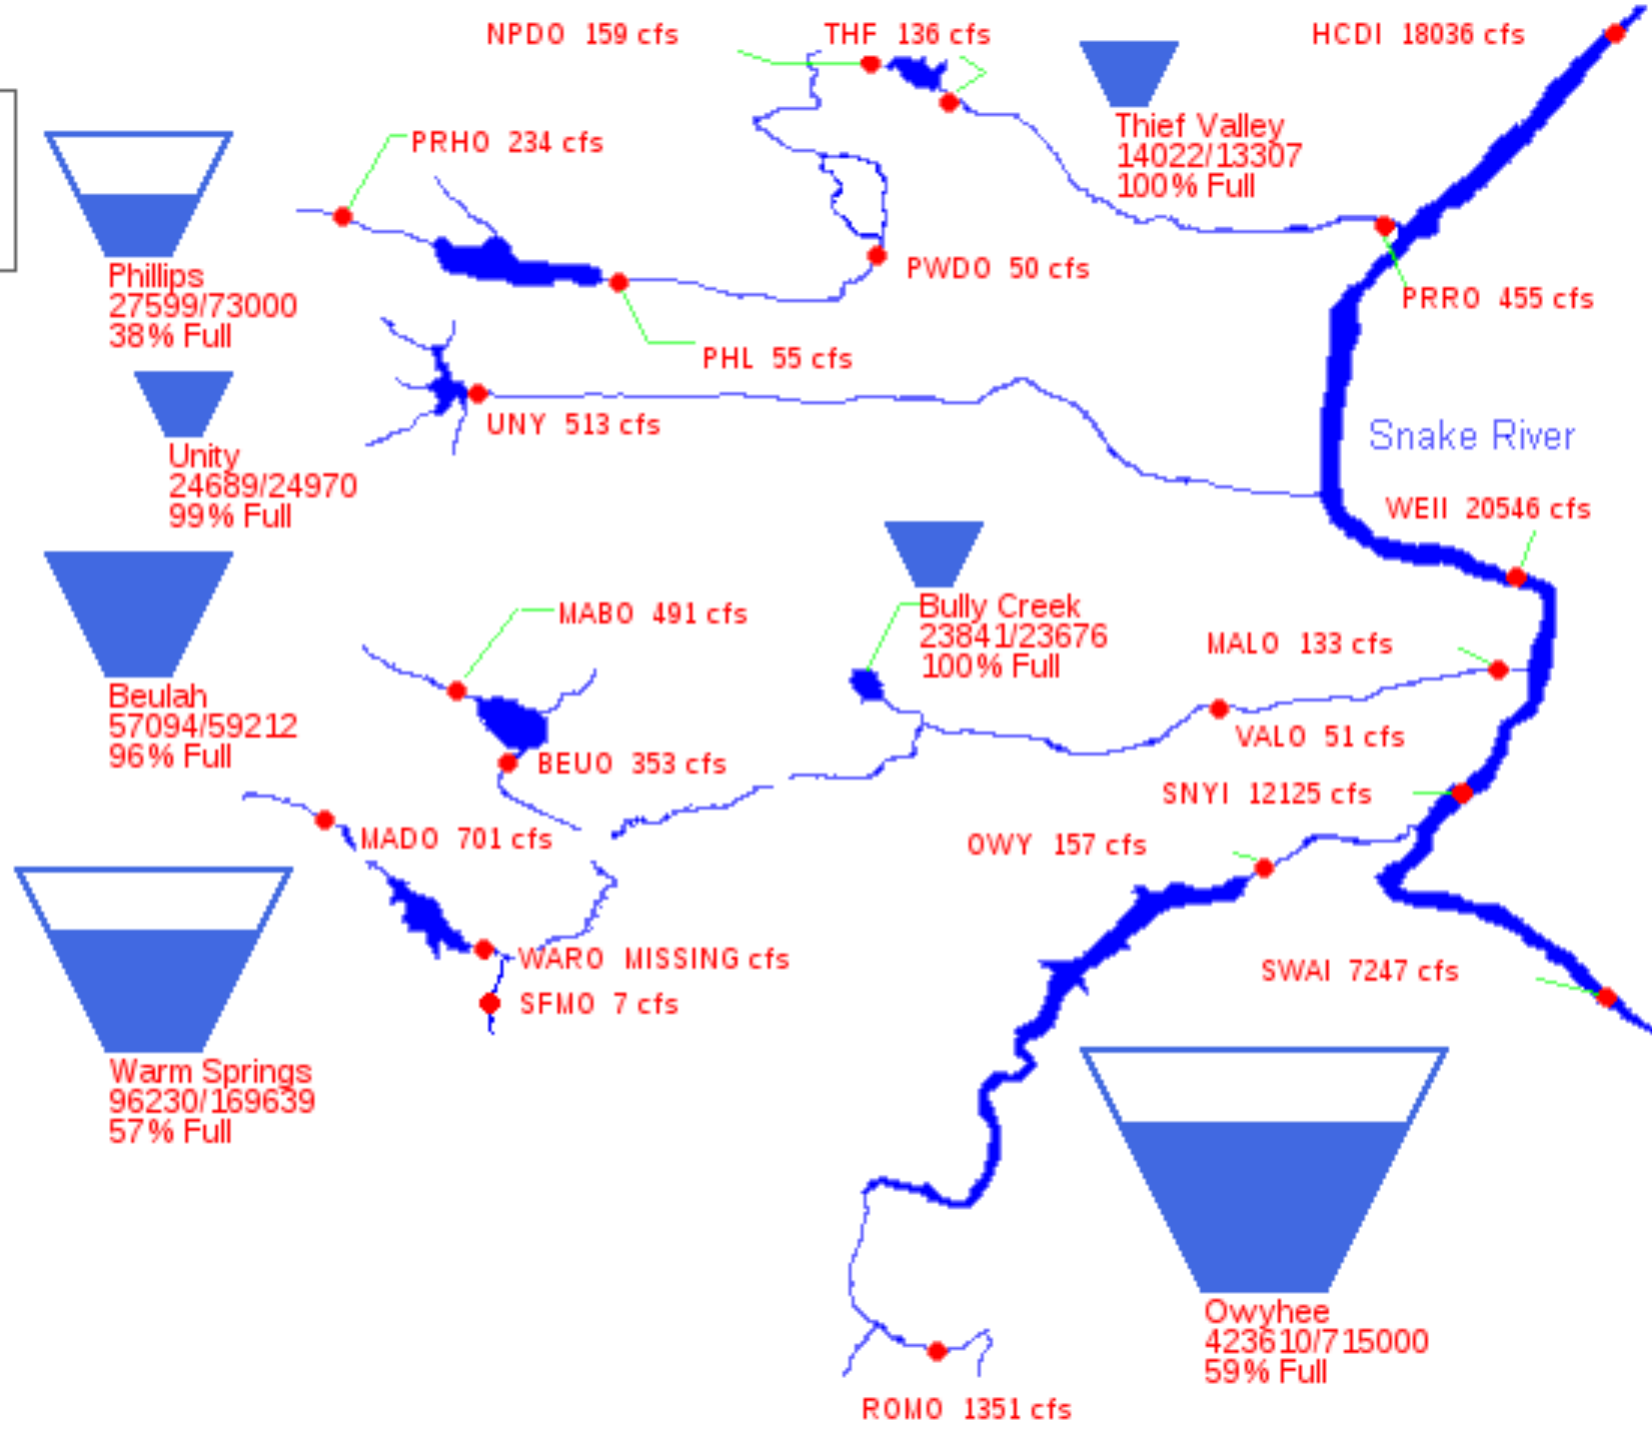 NPDO 159 cfs
THF 136 cfs
HCDI 18036 cfs
PRHO 234 cfs
Thief Valley
14022/13307
100% Full
Phillips
27599/73000
38% Full
PWDO 50 cfs
PRRO 455 cfs
PHL 55 cfs
UNY 513 cfs
Snake River
Unity
24689/24970
99% Full
WEII 20546 cfs
MABO 491 cfs
Bully Creek
23841/23676
100% Full
MALO 133 cfs
Beulah
57094/59212
96% Full
VALO 51 cfs
BEUO 353 cfs
SNYI 12125 cfs
MADO 701 cfs
OWY 157 cfs
WARO MISSING cfs
SWAI 7247 cfs
SFMO 7 cfs
Warm Springs
96230/169639
57% Full
Owyhee
423610/715000
59% Full
ROMO 1351 cfs